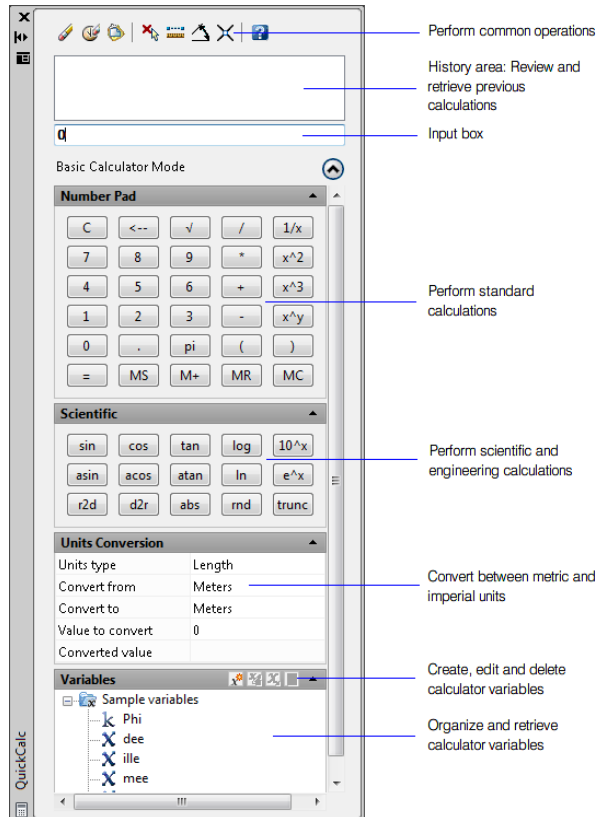 Perform common operations
History area: Review and
retrieve previous
calculations
0
Input box
Basic Calculator Mode
Number Pad
C <-- √ / 1/x
7 8 9 * x^2
4 5 6 + x^3
1 2 3 - x^y
0 . pi ( )
= MS M+ MR MC
Perform standard
calculations
Scientific
sin cos tan log 10^x
asin acos atan ln e^x
r2d d2r abs rnd trunc
Perform scientific and
engineering calculations
Units Conversion
Units type Length
Convert from Meters
Convert to Meters
Value to convert 0
Converted value
Convert between metric and
imperial units
Variables
Create, edit and delete
calculator variables
Sample variables
k Phi
X dee
X ille
X mee
Organize and retrieve
calculator variables
QuickCalc